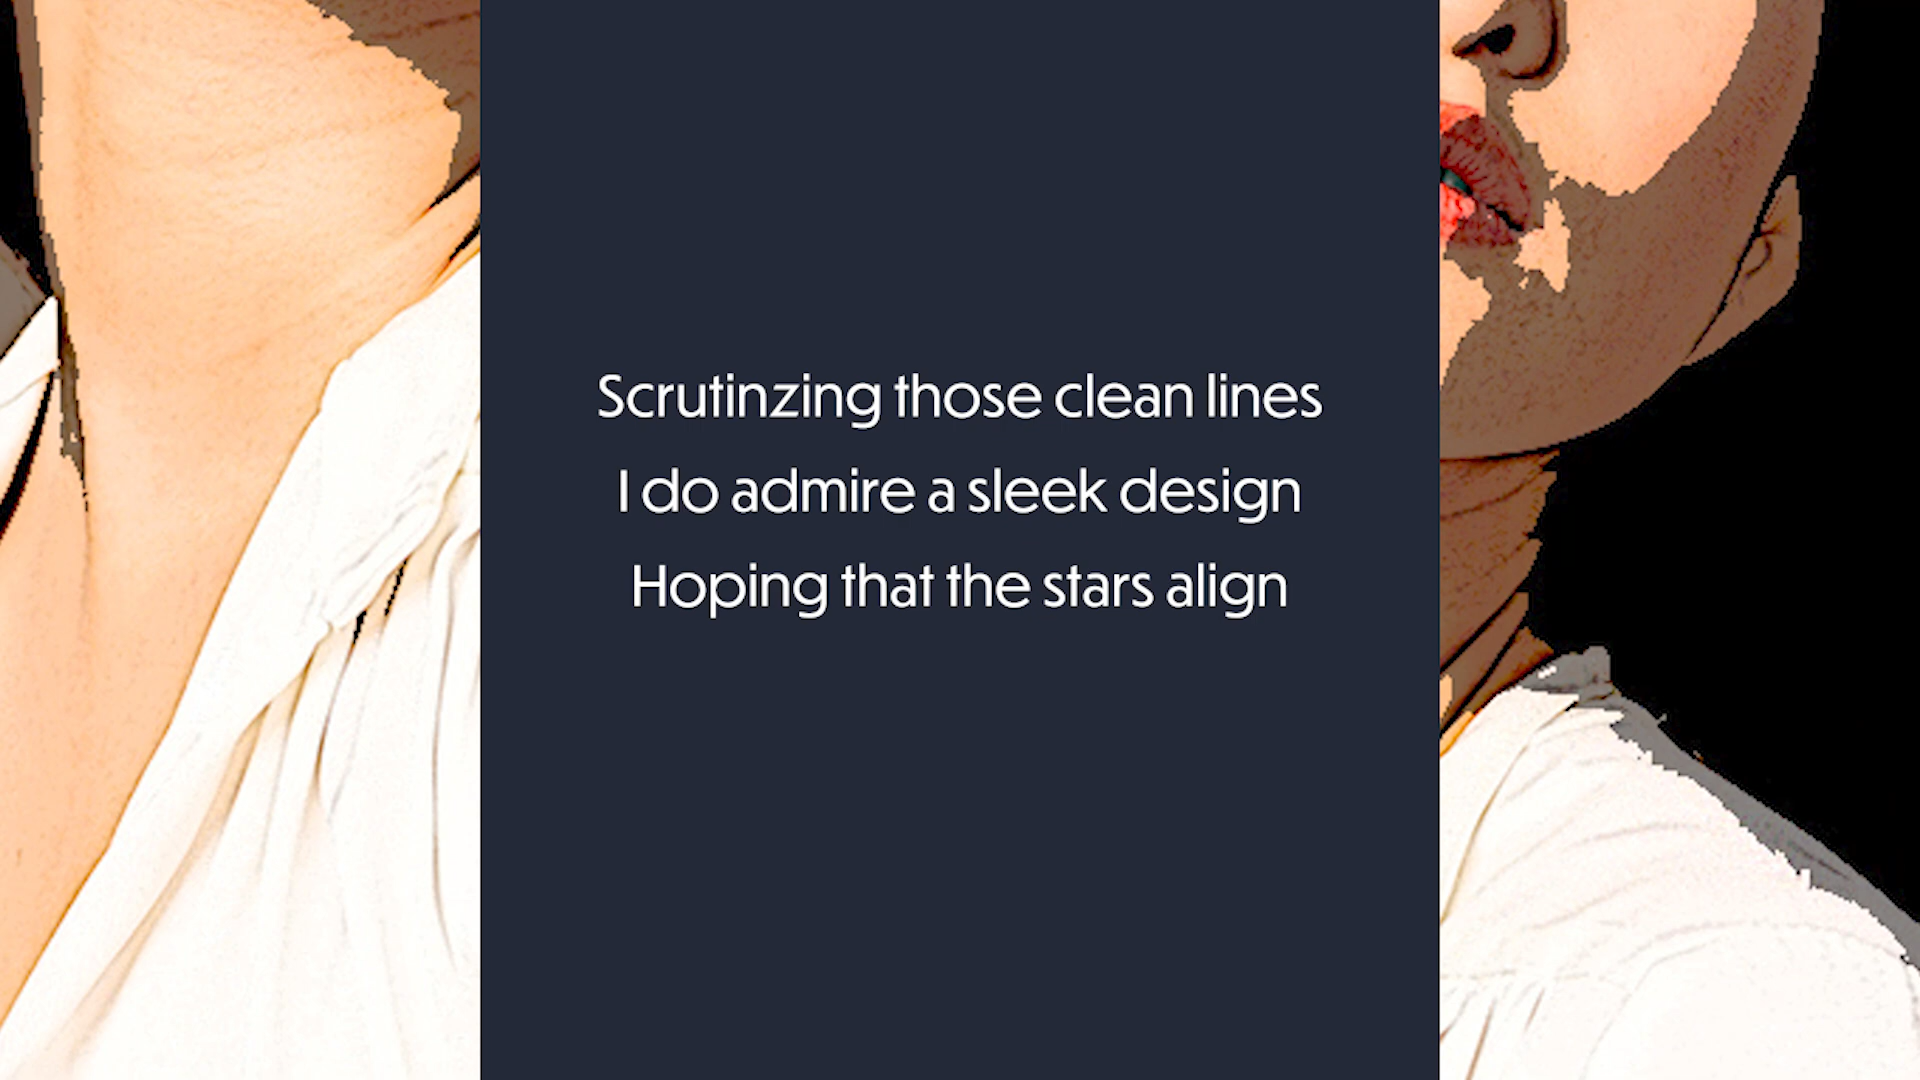 Scrutinzing those clean lines
I do admire a sleek design
Hoping that the stars align